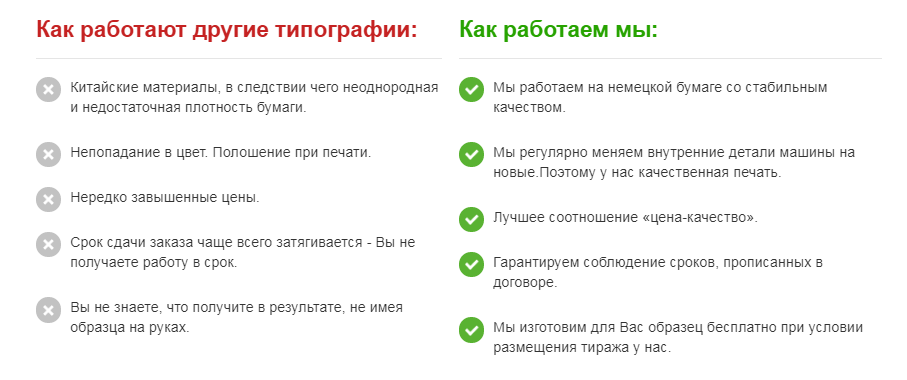 Как работают другие типографии:
Китайские материалы, в следствии чего неоднородная
и недостаточная плотность бумаги.
Непопадание в цвет. Полошение при печати.
Нередко завышенные цены.
Срок сдачи заказа чаще всего затягивается - Вы не
получаете работу в срок.
Вы не знаете, что получите в результате, не имея
образца на руках.
Как работаем мы:
Мы работаем на немецкой бумаге со стабильным
качеством.
Мы регулярно меняем внутренние детали машины на
новые.Поэтому у нас качественная печать.
Лучшее соотношение «цена-качество».
Гарантируем соблюдение сроков, прописанных в
договоре.
Мы изготовим для Вас образец бесплатно при условии
размещения тиража у нас.